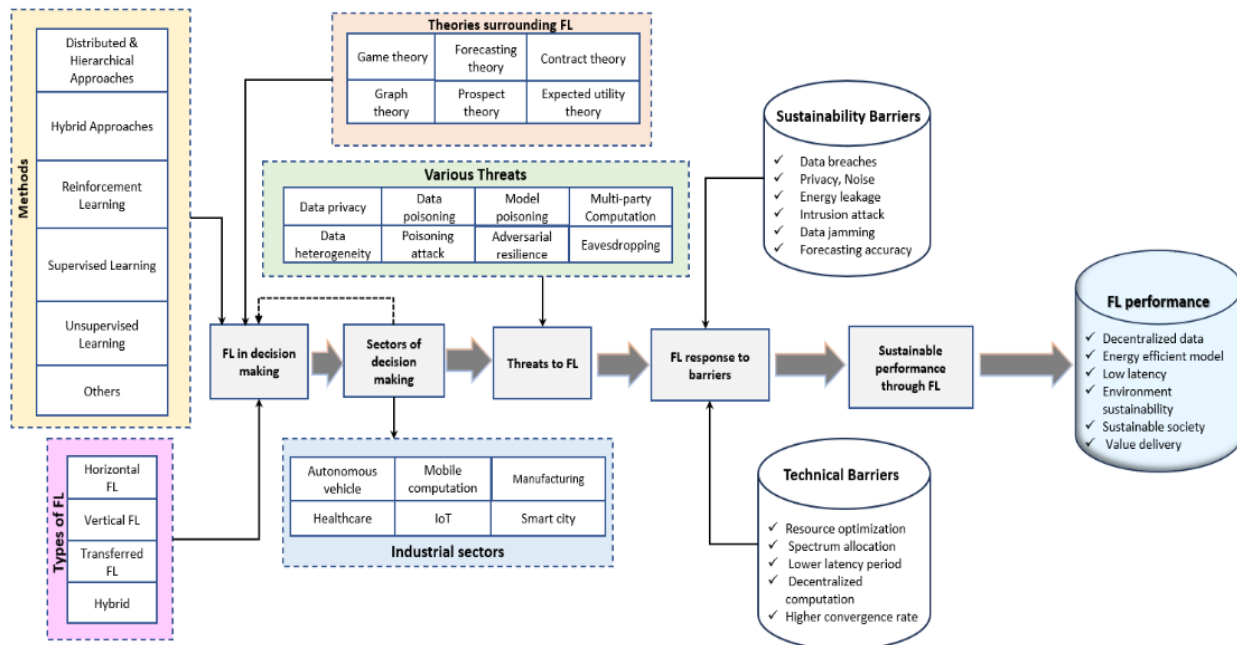 Methods
Distributed &
Hierarchical Approaches
Hybrid Approaches
Reinforcement
Learning
Supervised Learning
Unsupervised
Learning
Others
Types of FL
Horizontal
FL
Vertical FL
Transferred
FL
Hybrid
Theories surrounding FL
Game theory
Forecasting
theory
Contract theory
Graph
theory
Prospect
theory
Expected utility
theory
Various Threats
Data privacy
Data
poisoning
Model
poisoning
Multi-party
Computation
Data
heterogeneity
Poisoning
attack
Adversarial
resilience
Eavesdropping
FL in decision
making
Sectors of
decision
making
Threats to FL
FL response to
barriers
Sustainable
performance
through FL
Autonomous
vehicle
Mobile
computation
Manufacturing
Healthcare
IoT
Smart city
Industrial sectors
Sustainability Barriers
✓ Data breaches
✓ Privacy, Noise
✓ Energy leakage
✓ Intrusion attack
✓ Data jamming
✓ Forecasting accuracy
Technical Barriers
✓ Resource optimization
✓ Spectrum allocation
✓ Lower latency period
✓ Decentralized
computation
✓ Higher convergence rate
FL performance
✓ Decentralized data
✓ Energy efficient model
✓ Low latency
✓ Environment
sustainability
✓ Sustainable society
✓ Value delivery